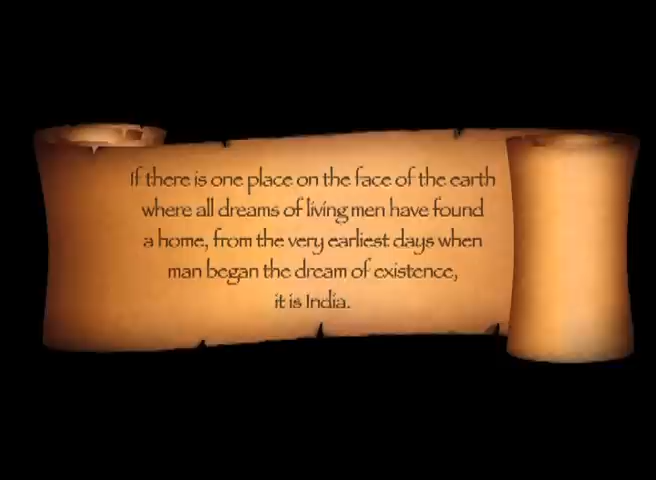 If there is one place on the face of the earth
where all dreams of living men have found
a home, from the very earliest days when
man began the dream of existence,
it is India.